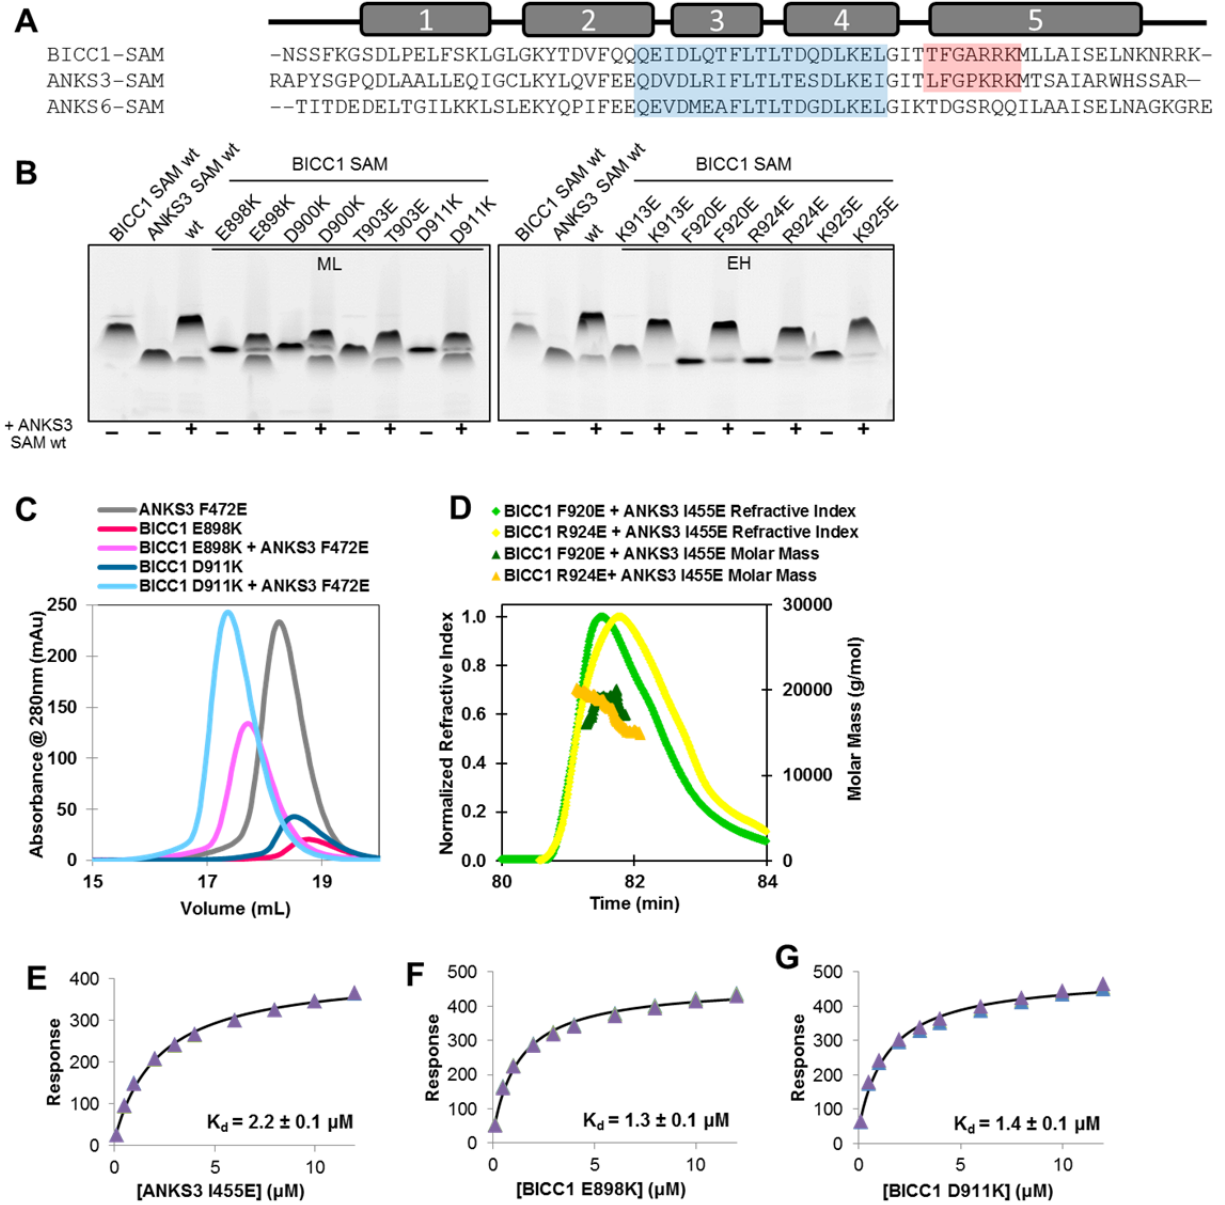 A
1 2 3 4 5
BICC1-SAM -NSSFKGSDLPELFSKLGLGKYTDVFQQQEIDLQTFLTLTDQDLKELGITTFGARRKMLLAISELNKNRRK-
ANKS3-SAM RAPYSGPQDLAALLEQIGCLKYLQVFEEQDVDLRIFLTLTESDLKEIGITLFGPKRKMTSAIARWHSSAR-
ANKS6-SAM --TITDEDELTGILKKLSLEKYQPIFEEQEVDMEAFLTLTDGDLKELGIKTDGSRQQILAAISELNAGKGRE
B
BICC1 SAM BICC1 SAM
BICC1 SAM wt ANKS3 SAM wt wt E898K E898K D900K D900K T903E T903E D911K D911K
BICC1 SAM wt ANKS3 SAM wt wt K913E K913E F920E F920E R924E R924E K925E K925E
ML EH
+ ANKS3
SAM wt
– – + – + – + – + – +
– – + – + – + – + – +
C
ANKS3 F472E
BICC1 E898K
BICC1 E898K + ANKS3 F472E
BICC1 D911K
BICC1 D911K + ANKS3 F472E
Absorbance @ 280nm (mAu)
250
200
150
100
50
0
15 17 19
Volume (mL)
D
BICC1 F920E + ANKS3 I455E Refractive Index
BICC1 R924E + ANKS3 I455E Refractive Index
BICC1 F920E + ANKS3 I455E Molar Mass
BICC1 R924E+ ANKS3 I455E Molar Mass
Normalized Refractive Index
1.0
0.8
0.6
0.4
0.2
0.0
80 82 84
Time (min)
30000
20000
10000
0
Molar Mass (g/mol)
E
Response
400
300
200
100
0
0 5 10
Kd = 2.2 ± 0.1 µM
[ANKS3 I455E] (µM)
F
Response
500
400
300
200
100
0
0 5 10
Kd = 1.3 ± 0.1 µM
[BICC1 E898K] (µM)
G
Response
500
400
300
200
100
0
0 5 10
Kd = 1.4 ± 0.1 µM
[BICC1 D911K] (µM)